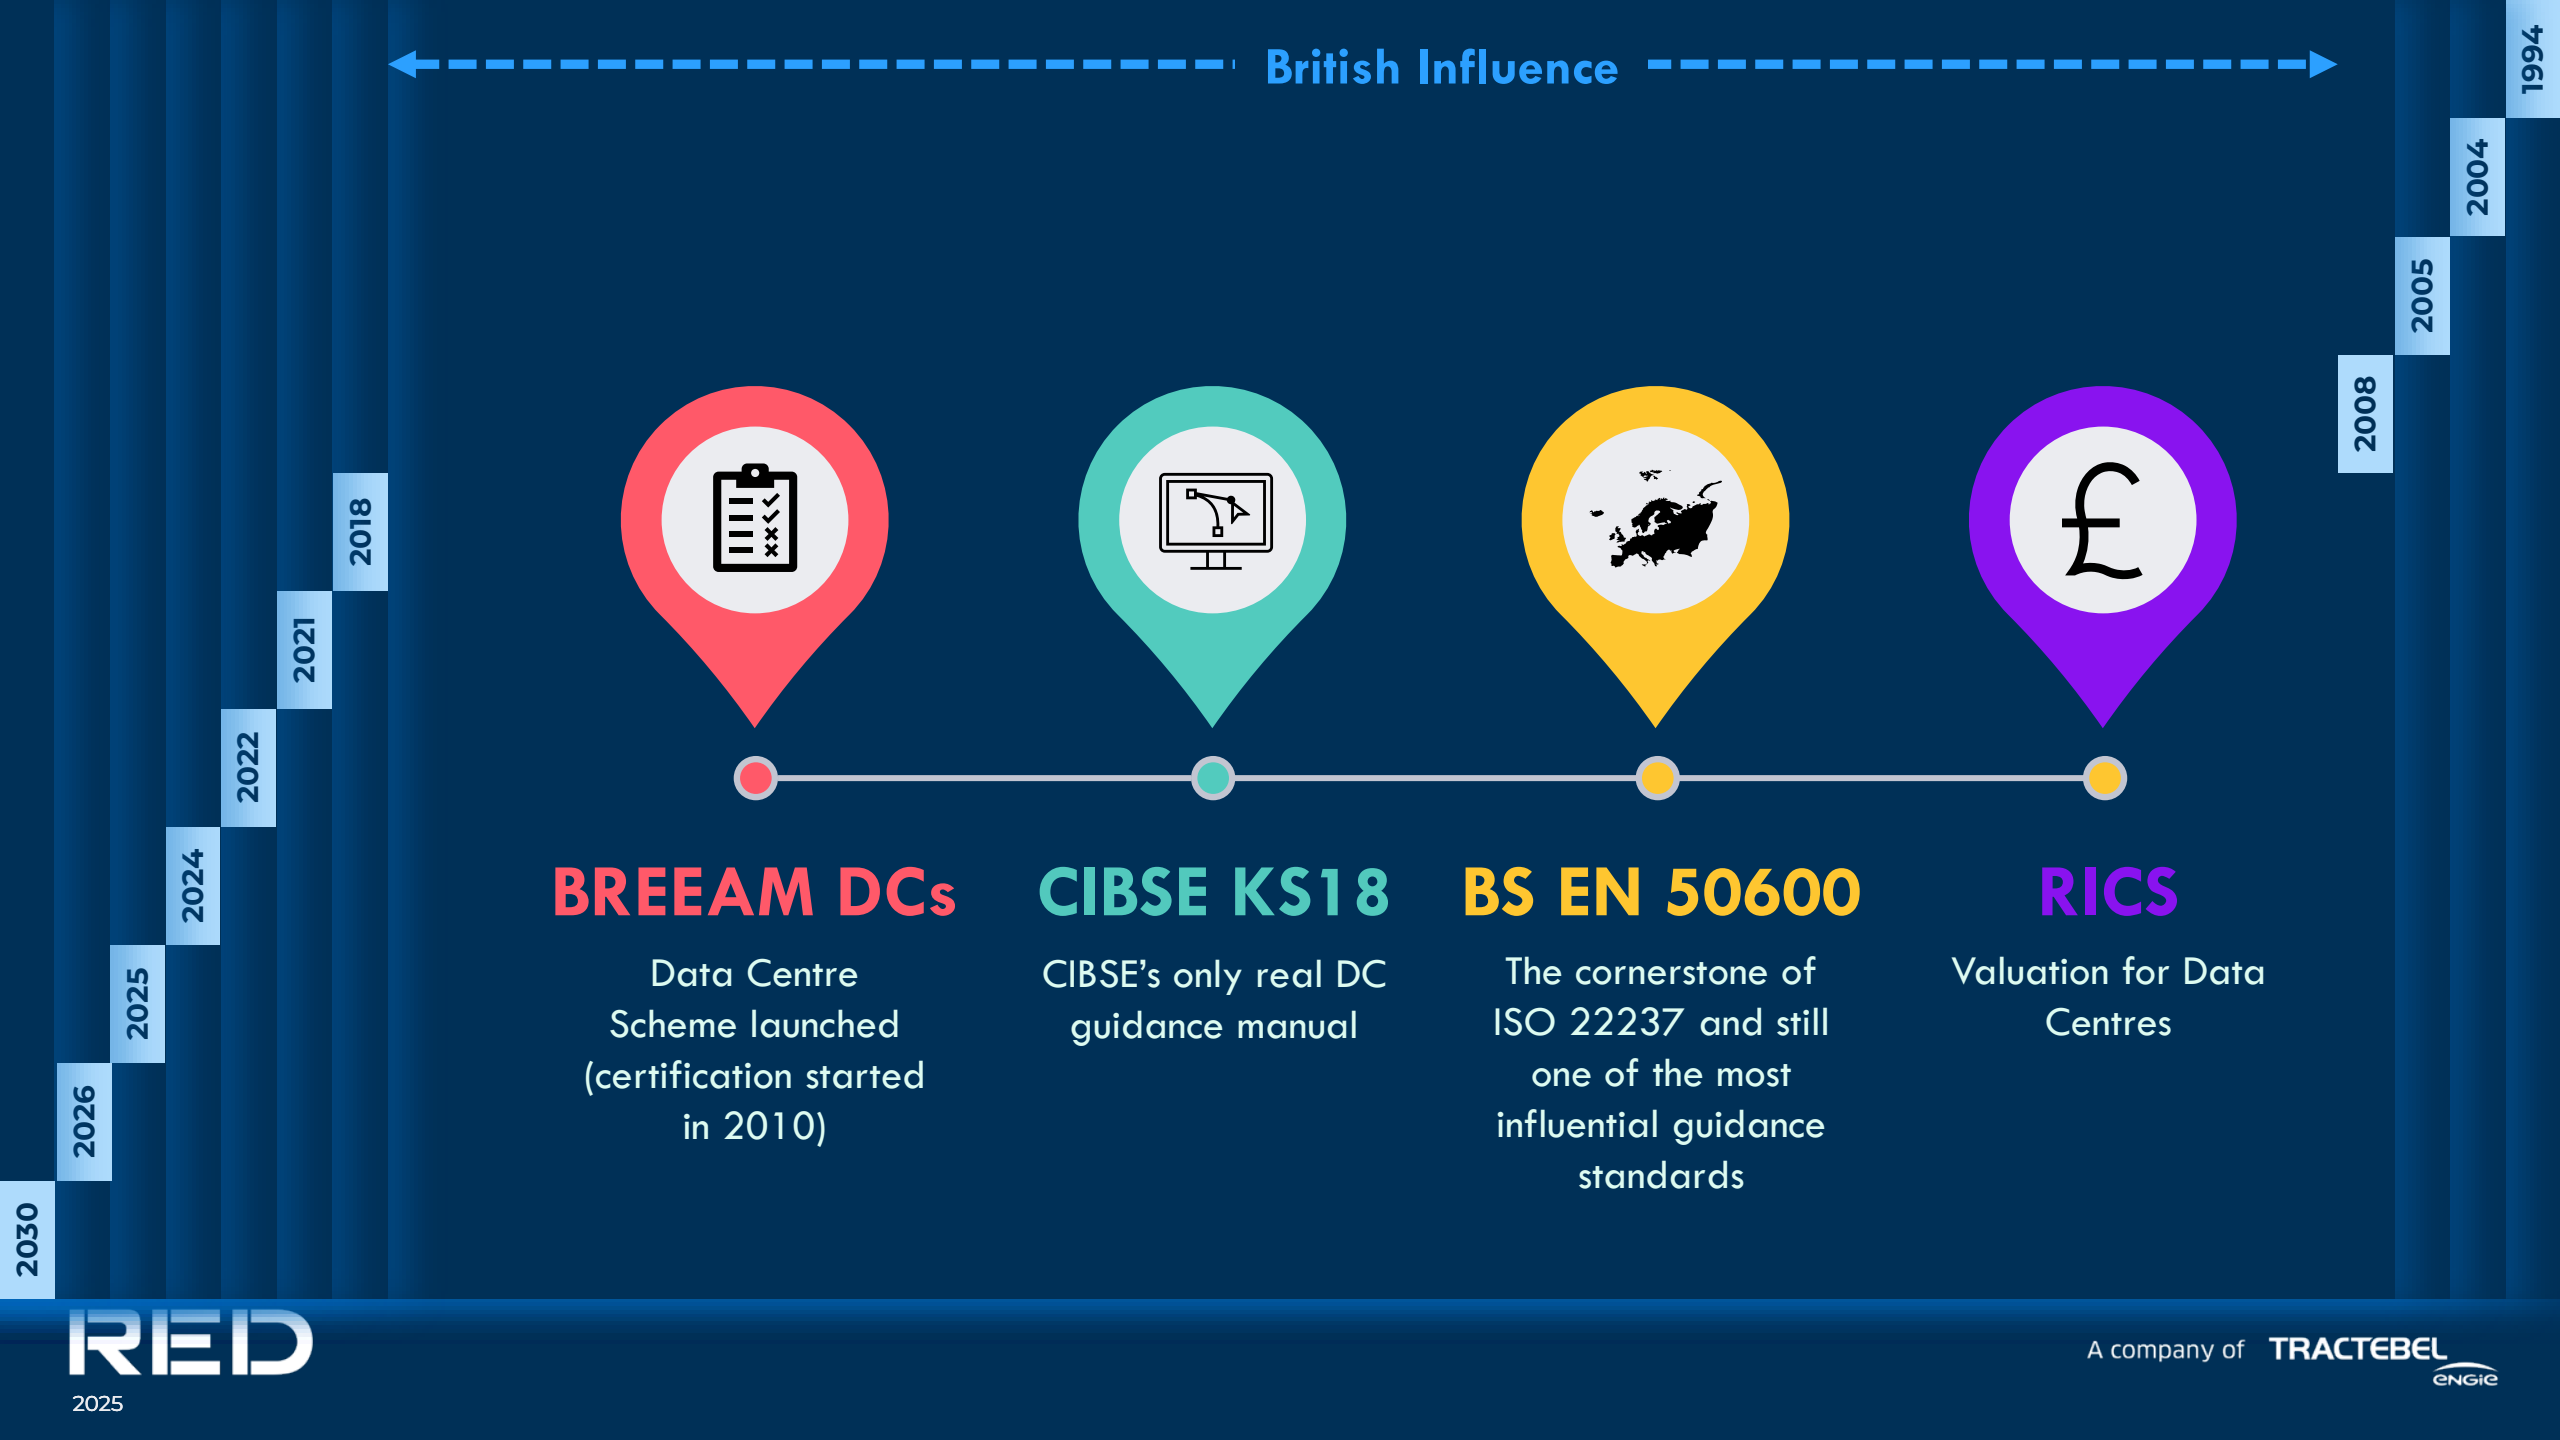 British Influence
1994
2004
2005
2008
2018
2021
2022
2024
2025
2026
2030
BREEAM DCs
Data Centre
Scheme launched
(certification started
in 2010)
CIBSE KS18
CIBSE’s only real DC
guidance manual
BS EN 50600
The cornerstone of
ISO 22237 and still
one of the most
influential guidance
standards
RICS
Valuation for Data
Centres
RED
2025
A company of TRACTEBEL
ENGIE